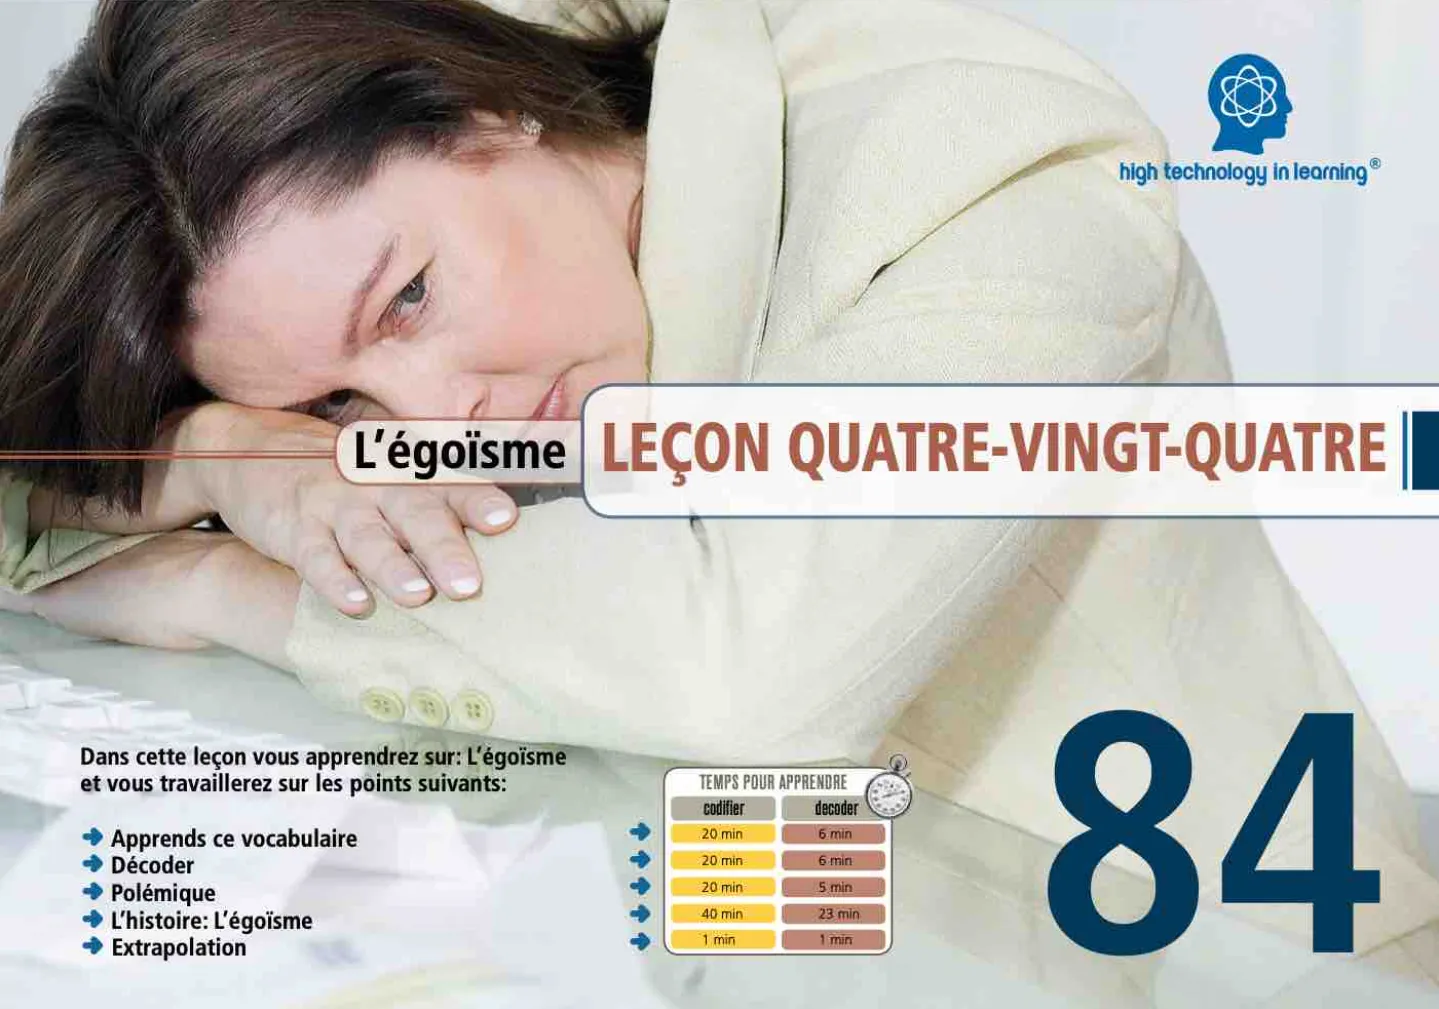 high technology in learning®
L'égoïsme
LEÇON QUATRE-VINGT-QUATRE
Dans cette leçon vous apprendrez sur: L'égoïsme
et vous travaillerez sur les points suivants:
Apprends ce vocabulaire
Décoder
Polémique
L'histoire: L'égoïsme
Extrapolation
TEMPS POUR APPRENDRE
codifier decoder
20 min 6 min
20 min 6 min
20 min 5 min
40 min 23 min
1 min 1 min
84